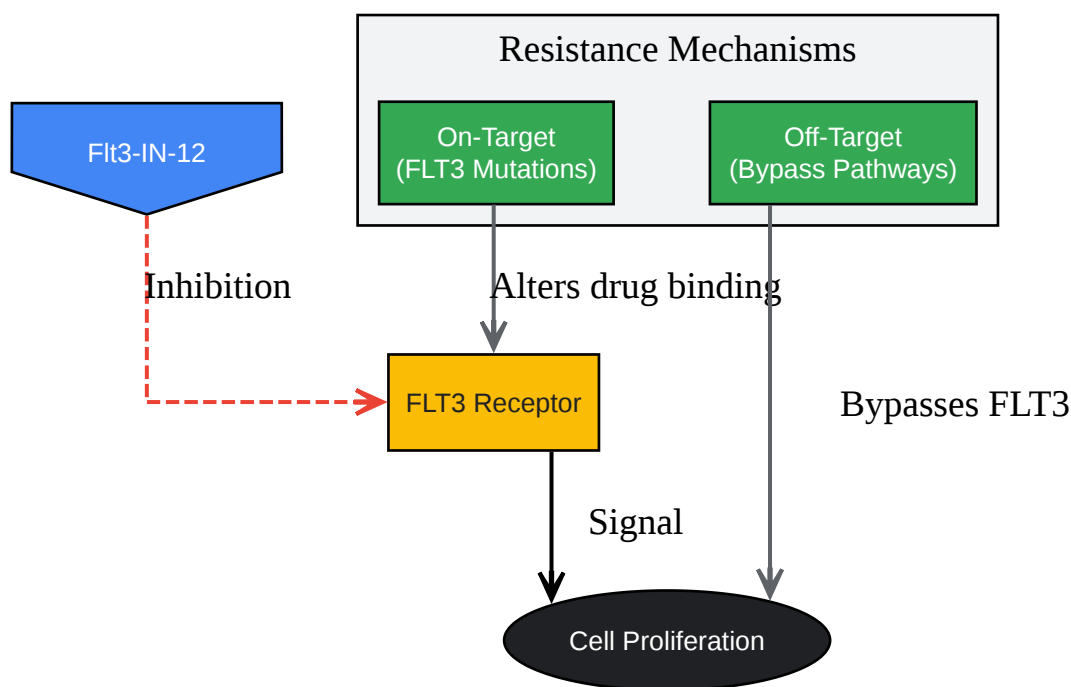 Resistance Mechanisms
Flt3-IN-12
On-Target
(FLT3 Mutations)
Off-Target
(Bypass Pathways)
Inhibition
Alters drug binding
FLT3 Receptor
Bypasses FLT3
Signal
Cell Proliferation